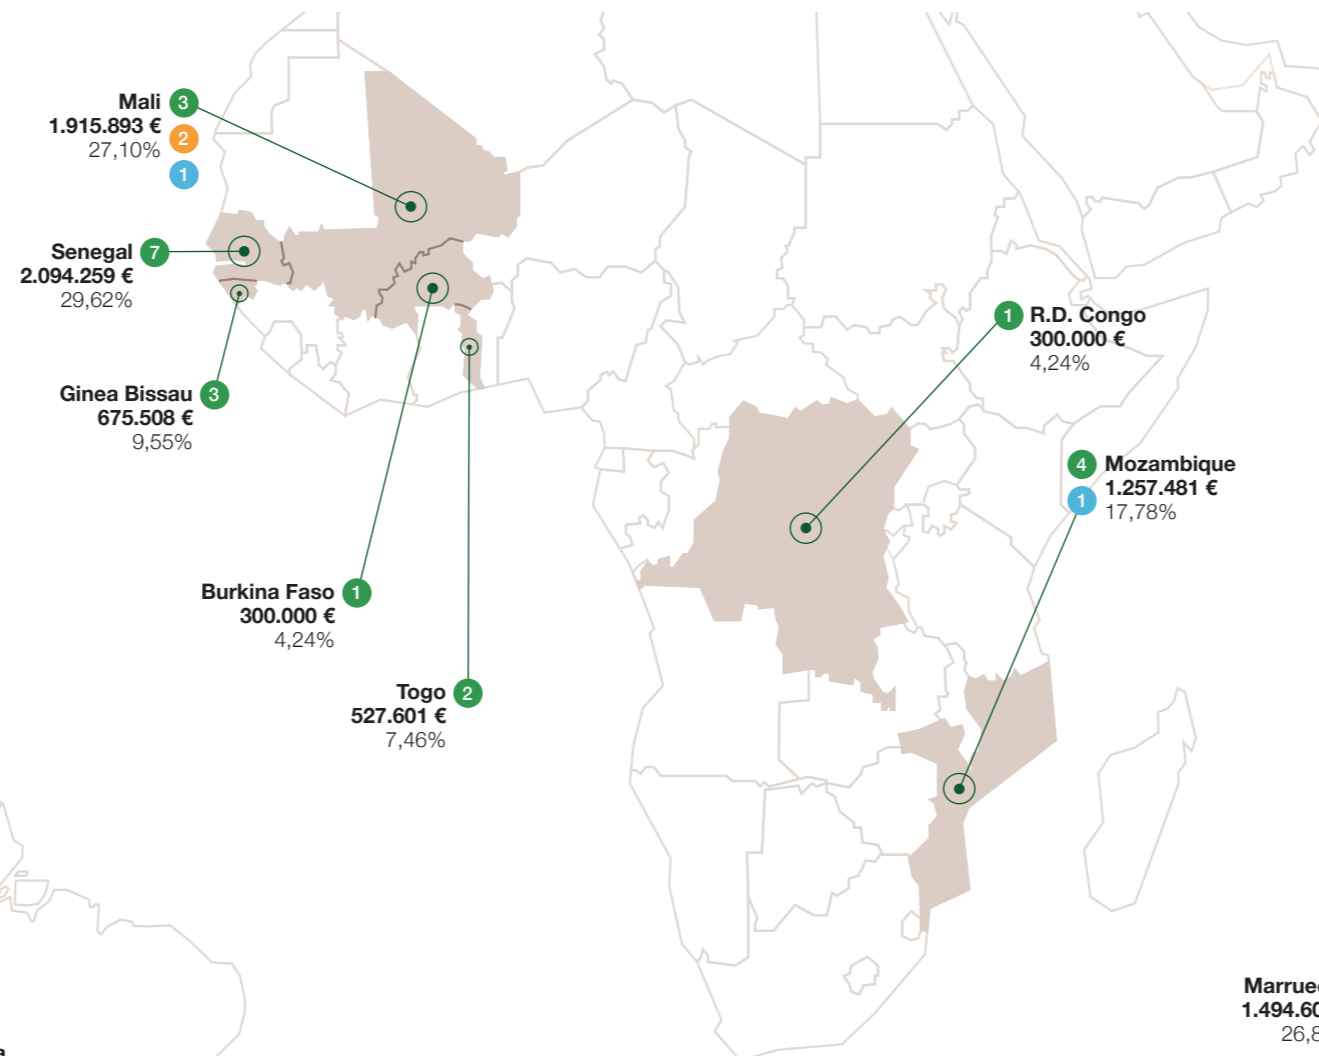 Mali 3
1.915.893 € 2
27,10%
1
Senegal 7
2.094.259 €
29,62%
Ginea Bissau 3
675.508 €
9,55%
Burkina Faso 1
300.000 €
4,24%
Togo 2
527.601 €
7,46%
1 R.D. Congo
300.000 €
4,24%
4 Mozambique
1 1.257.481 €
17,78%